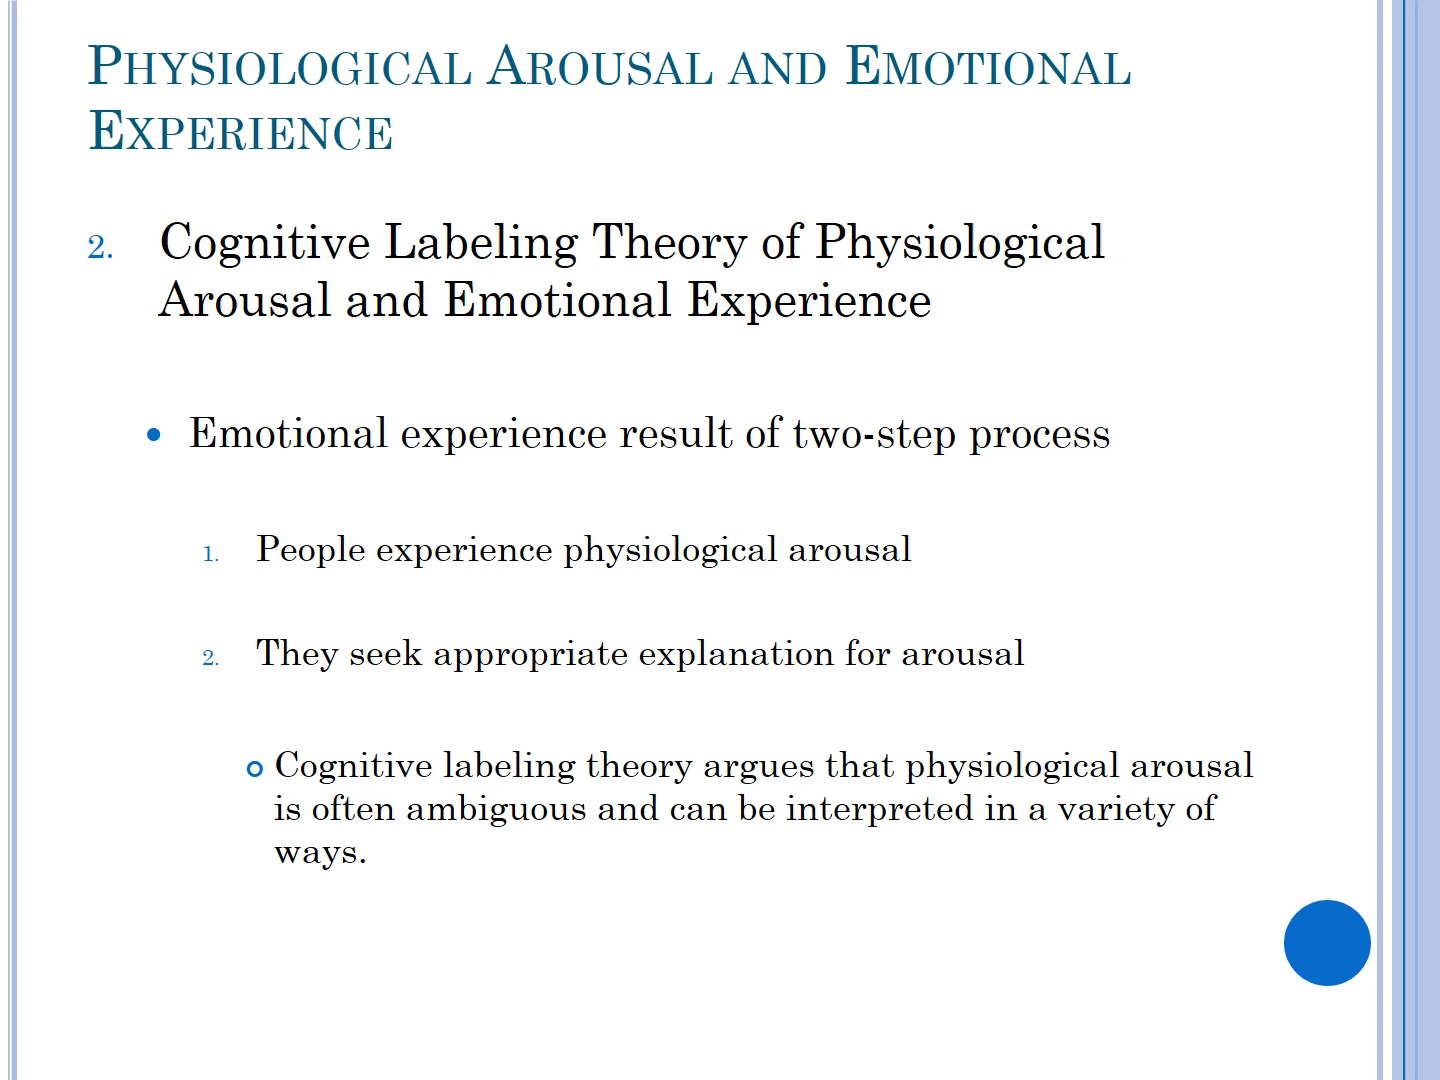 PHYSIOLOGICAL AROUSAL AND EMOTIONAL
EXPERIENCE
2. Cognitive Labeling Theory of Physiological
Arousal and Emotional Experience
• Emotional experience result of two-step process
1. People experience physiological arousal
2. They seek appropriate explanation for arousal
Cognitive labeling theory argues that physiological arousal
is often ambiguous and can be interpreted in a variety of
ways.